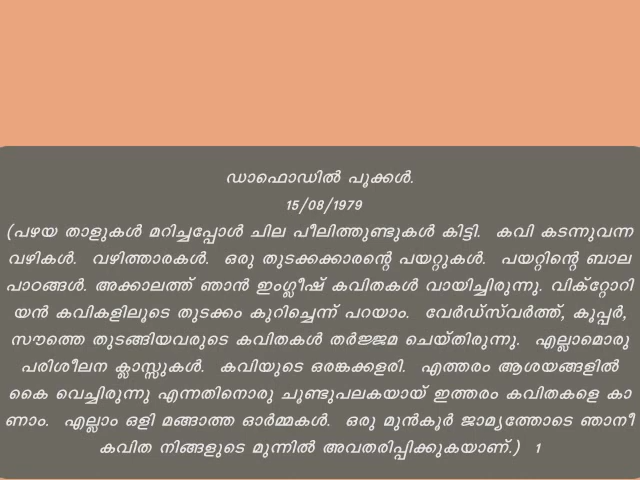 ഡാഫൊഡിൽ പൂക്കൾ.
15/08/1979
(പഴയ താളുകൾ മറിച്ചപ്പോൾ ചില പീലിത്തുണ്ടുകൾ കിട്ടി. കവി കടന്നുവന്ന
വഴികൾ. വഴിത്താരകൾ. ഒരു തുടക്കക്കാരന്റെ പയറ്റുകൾ. പയറ്റിന്റെ ബാല
പാഠങ്ങൾ. അക്കാലത്ത് ഞാൻ ഇംഗ്ലീഷ് കവിതകൾ വായിച്ചിരുന്നു. വിക്റ്റോറി
യൻ കവികളിലൂടെ തുടക്കം കുറിച്ചെന്ന് പറയാം. വേർഡ്സ്വർത്ത്, കൂപ്പർ,
സൗത്തെ തുടങ്ങിയവരുടെ കവിതകൾ തർജ്ജമ ചെയ്തിരുന്നു. എല്ലാമൊരു
പരിശീലന ക്ലാസ്സുകൾ. കവിയുടെ ഒരങ്കക്കളരി. എത്തരം ആശയങ്ങളിൽ
കൈ വെച്ചിരുന്നു എന്നതിനൊരു ചൂണ്ടുപലകയായ് ഇത്തരം കവിതകളെ കാ
ണാം. എല്ലാം ഒളി മങ്ങാത്ത ഓർമ്മകൾ. ഒരു മുൻകൂർ ജാമ്യത്തോടെ ഞാനീ
കവിത നിങ്ങളുടെ മുന്നിൽ അവതരിപ്പിക്കുകയാണ്.) 1